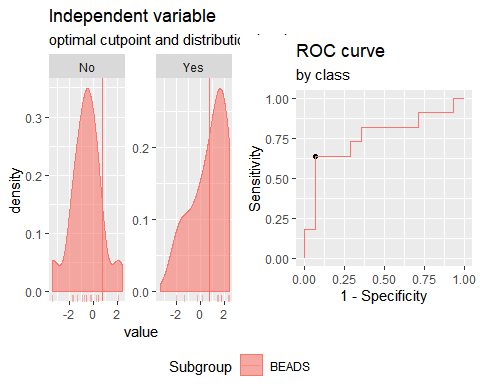 Independent variable
optimal cutpoint and distribution
No
Yes
density
0.3
0.2
0.1
0.0
0.2
0.1
0.0
-2
0
2
-2
0
2
value
ROC curve
by class
Sensitivity
1.00
0.75
0.50
0.25
0.00
0.00
0.25
0.50
0.75
1.00
1 - Specificity
Subgroup
BEADS